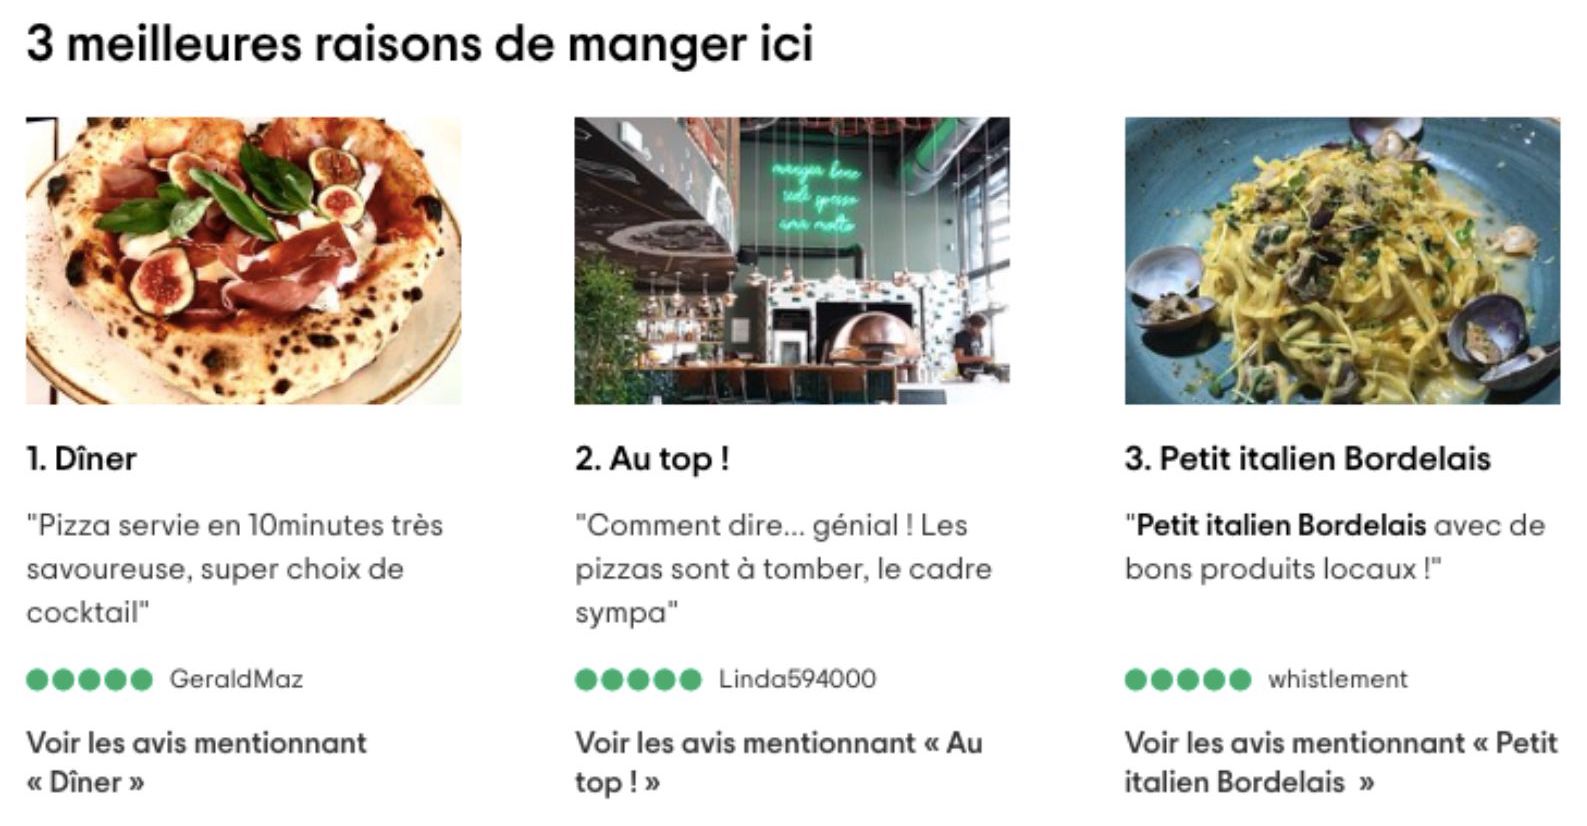 3 meilleures raisons de manger ici
mangia bene
ridi spesso
ama molto
1. Dîner
"Pizza servie en 10minutes très
savoureuse, super choix de
cocktail"
GeraldMaz
Voir les avis mentionnant
« Dîner »
2. Au top !
"Comment dire... génial ! Les
pizzas sont à tomber, le cadre
sympa"
Linda594000
Voir les avis mentionnant « Au
top ! »
3. Petit italien Bordelais
"Petit italien Bordelais avec de
bons produits locaux !"
whistlement
Voir les avis mentionnant « Petit
italien Bordelais  »